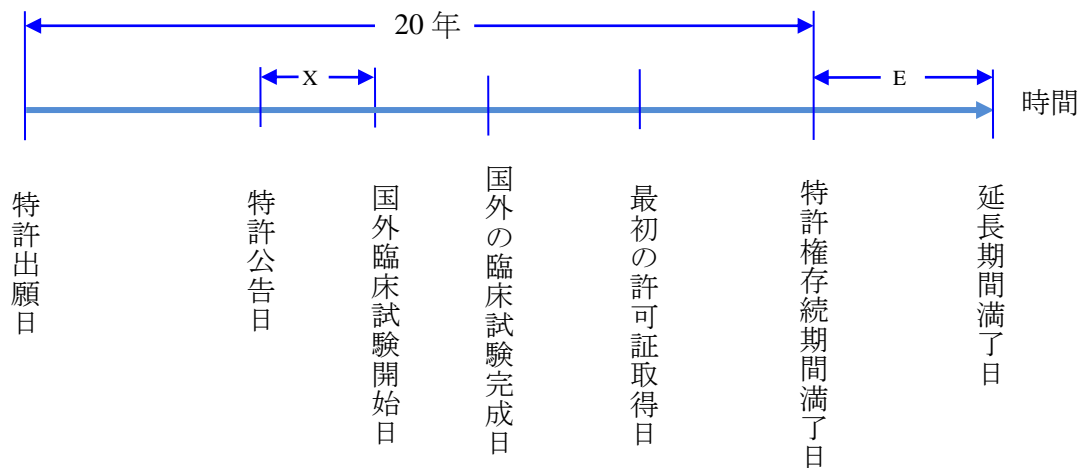 20 年
X
E
時間
特許出願日
特許公告日
国外臨床試験開始日
国外の臨床試験完成日
最初の許可証取得日
特許権存続期間満了日
延長期間満了日